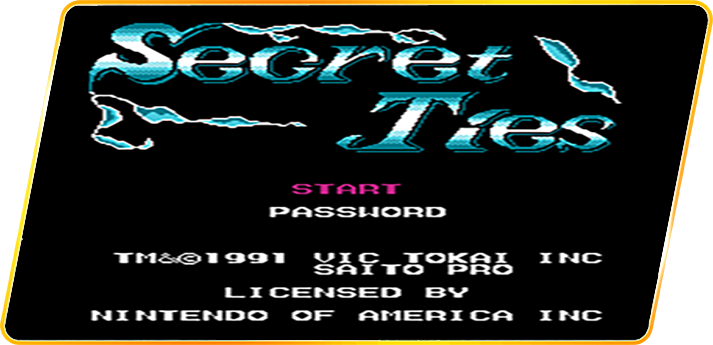 Secret
Ties
START
PASSWORD
TM&©1991 VIC TOKAI INC
SAITO PRO
LICENSED BY
NINTENDO OF AMERICA INC